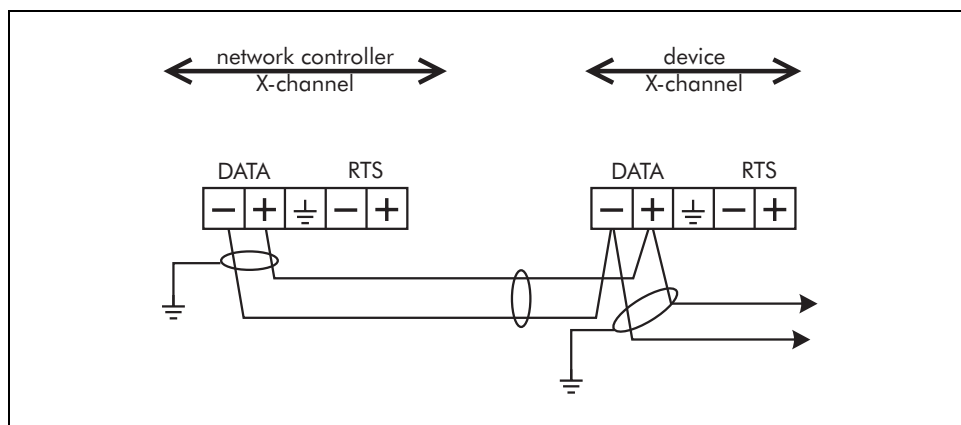 network controller
X-channel
device
X-channel
DATA
RTS
DATA
RTS
− + − +
− + − +